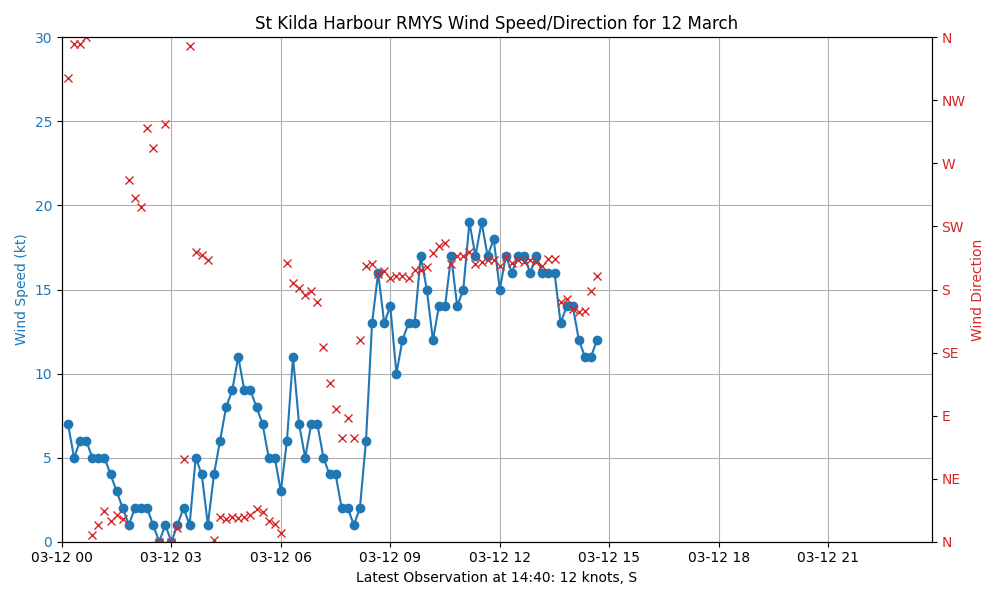 St Kilda Harbour RMYS Wind Speed/Direction for 12 March
30
25
20
15
10
5
0
Wind Speed (kt)
N
NW
W
SW
S
SE
E
NE
N
Wind Direction
03-12 00
03-12 03
03-12 06
03-12 09
03-12 12
03-12 15
03-12 18
03-12 21
Latest Observation at 14:40: 12 knots, S